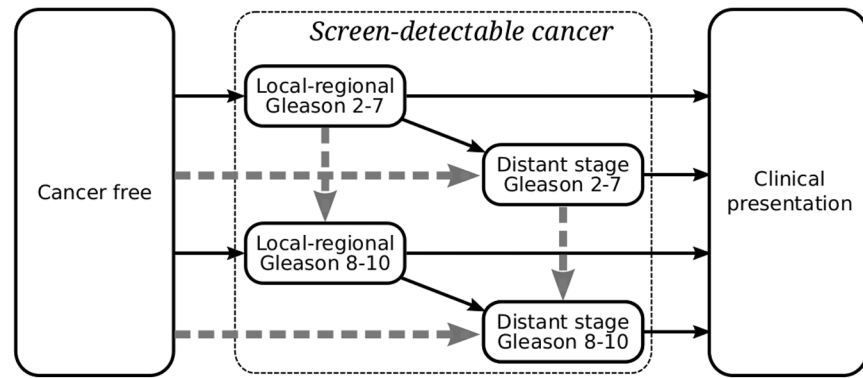 Screen-detectable cancer
Cancer free
Local-regional
Gleason 2-7
Distant stage
Gleason 2-7
Local-regional
Gleason 8-10
Distant stage
Gleason 8-10
Clinical
presentation